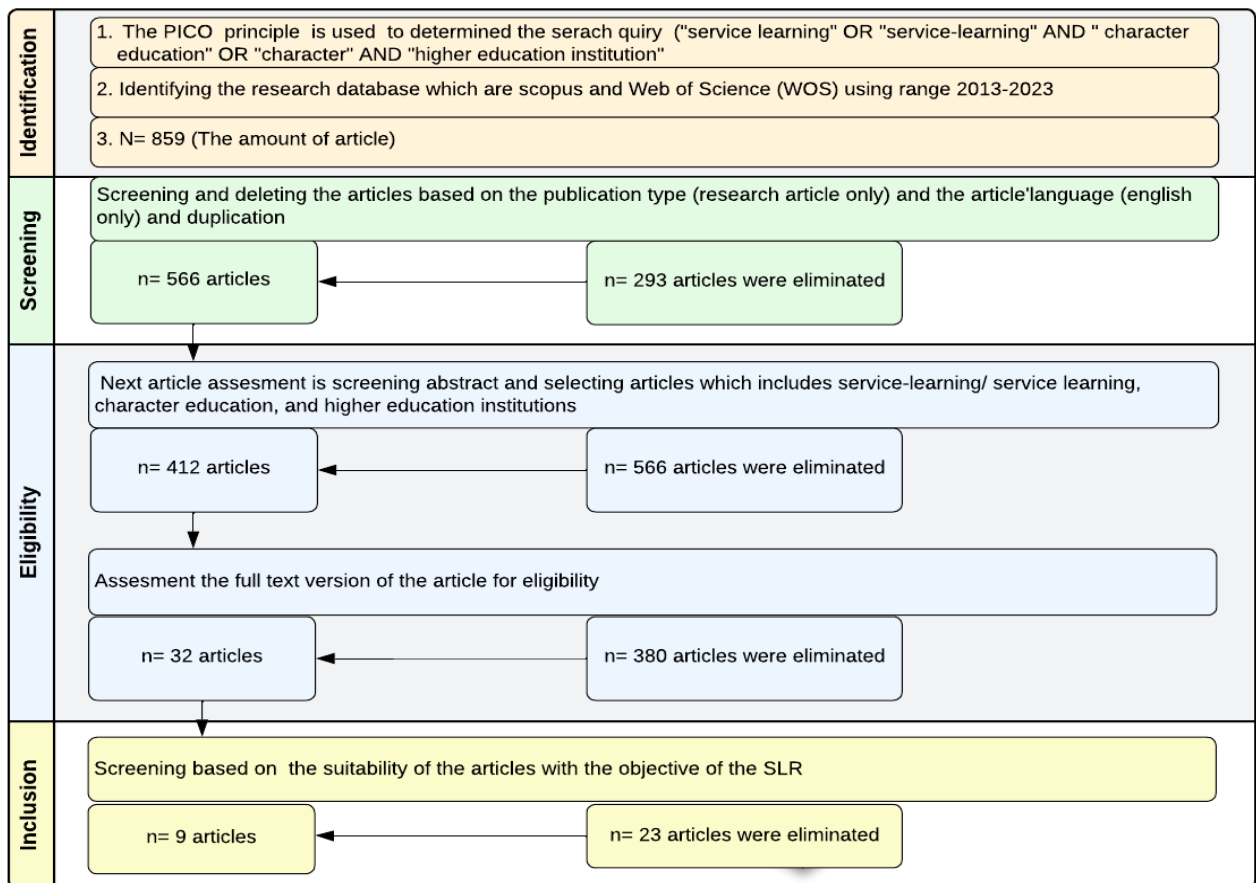 Identification
1. The PICO principle is used to determined the serach quiry ("service learning" OR "service-learning" AND " character
education" OR "character" AND "higher education institution"
2. Identifying the research database which are scopus and Web of Science (WOS) using range 2013-2023
3. N= 859 (The amount of article)
Screening
Screening and deleting the articles based on the publication type (research article only) and the article'language (english
only) and duplication
n= 566 articles
n= 293 articles were eliminated
Eligibility
Next article assesment is screening abstract and selecting articles which includes service-learning/ service learning,
character education, and higher education institutions
n= 412 articles
n= 566 articles were eliminated
Assesment the full text version of the article for eligibility
n= 32 articles
n= 380 articles were eliminated
Inclusion
Screening based on the suitability of the articles with the objective of the SLR
n= 9 articles
n= 23 articles were eliminated